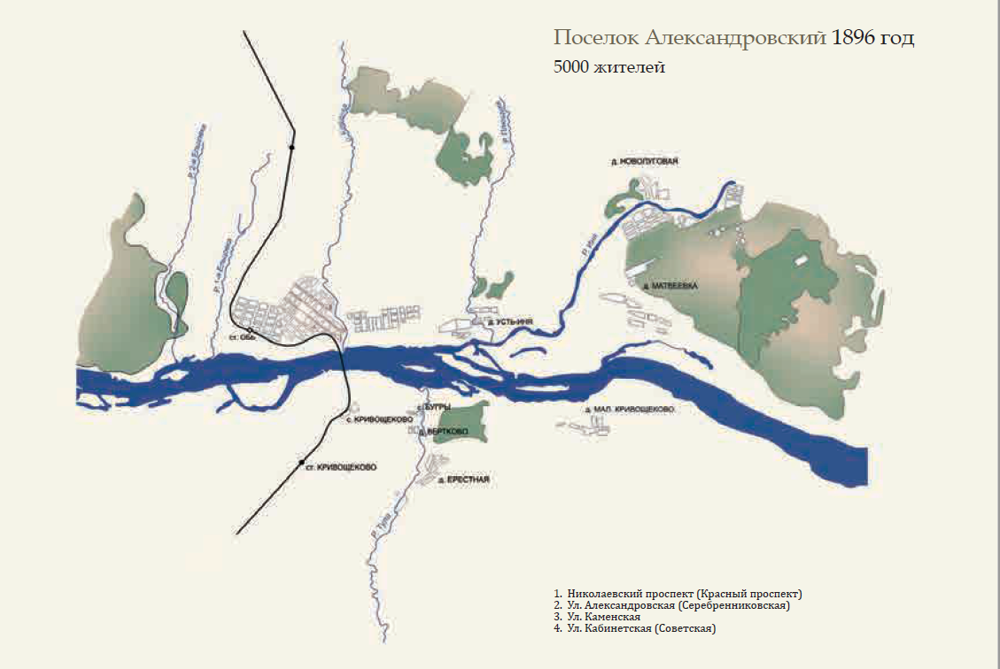 Поселок Александровский 1896 год
5000 жителей
р. 2-я Ельцовка
р. 1-я Ельцовка
Каменка
р. Плющиха
д. НОВОЛУГОВАЯ
р. Иня
д. МАТВЕЕВКА
д. УСТЬ-ИНЯ
ст. ОБЬ
с. БУГРЫ
с. КРИВОЩЕКОВО
д. ВЕРТКОВО
д. МАЛ. КРИВОЩЕКОВО
ст. КРИВОЩЕКОВО
д. ЕРЕСТНАЯ
р. Тула
1. Николаевский проспект (Красный проспект)
2. Ул. Александровская (Серебренниковская)
3. Ул. Каменская
4. Ул. Кабинетская (Советская)